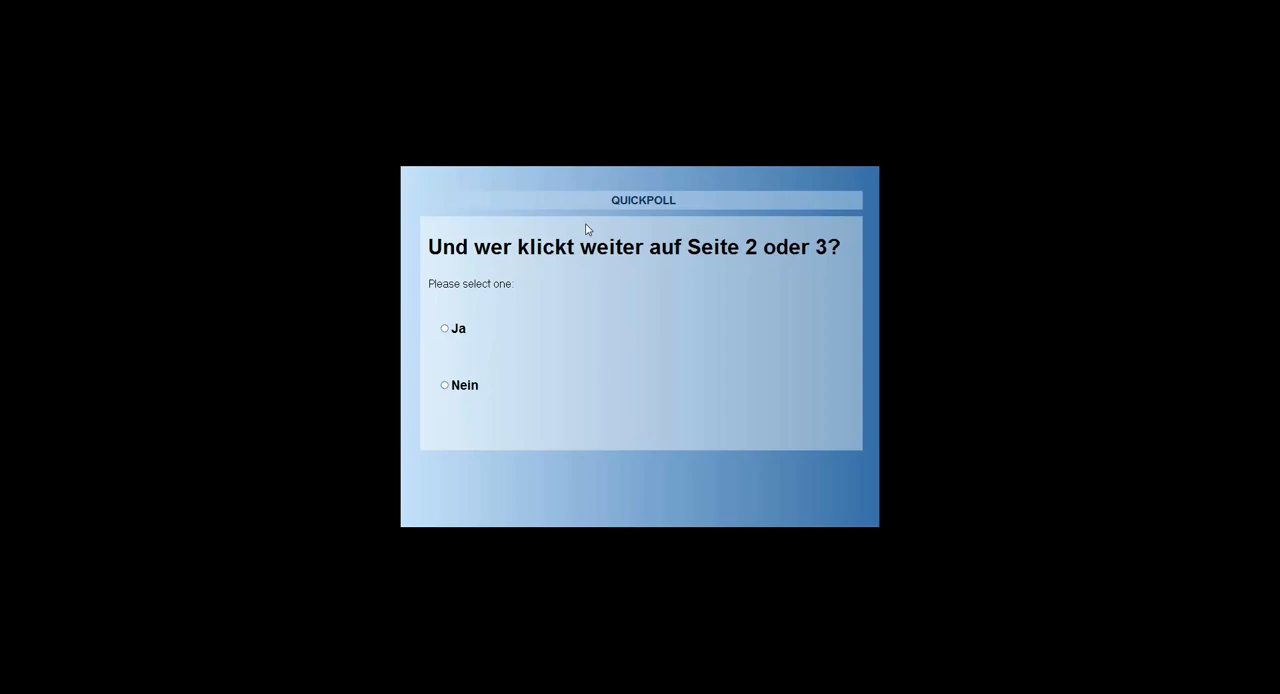 QUICKPOLL
Und wer klickt weiter auf Seite 2 oder 3?
Please select one:
Ja
Nein